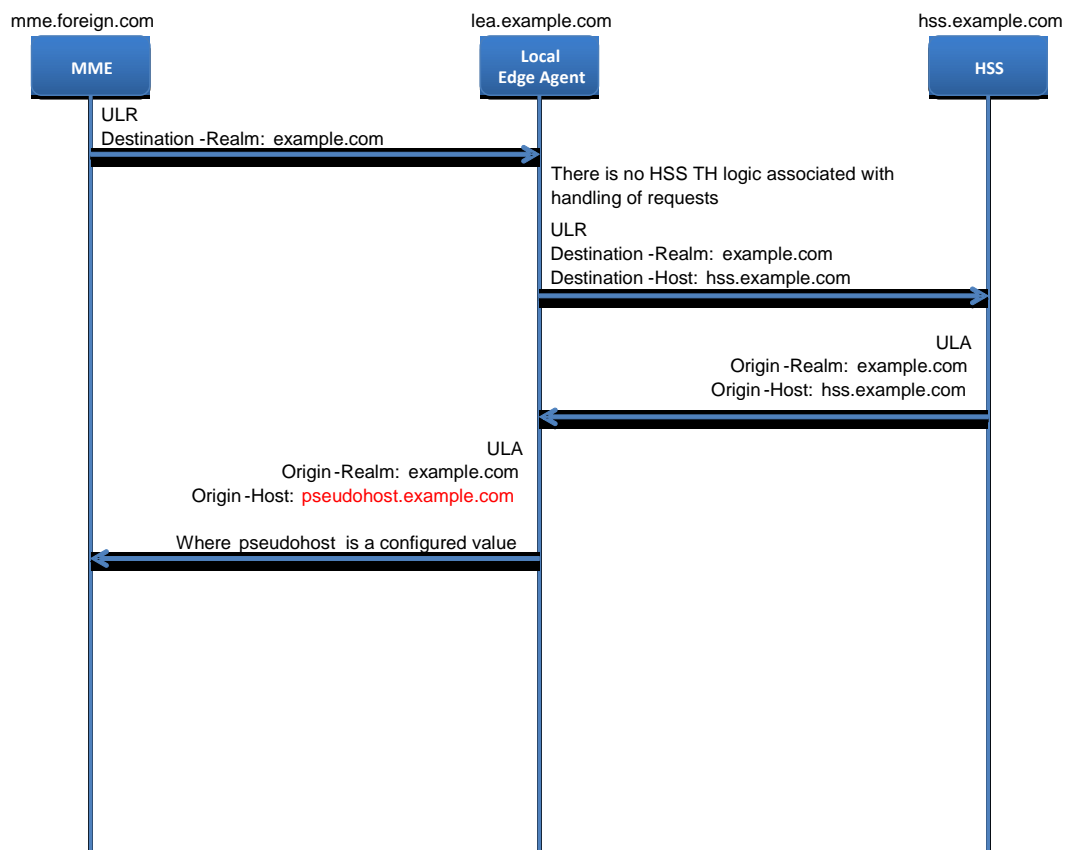 mme.foreign.com
lea.example.com
hss.example.com
MME
Local
Edge Agent
HSS
ULR
Destination -Realm: example.com
There is no HSS TH logic associated with
handling of requests
ULR
Destination -Realm: example.com
Destination -Host: hss.example.com
ULA
Origin -Realm: example.com
Origin -Host: hss.example.com
ULA
Origin -Realm: example.com
Origin -Host: pseudohost.example.com
Where pseudohost is a configured value